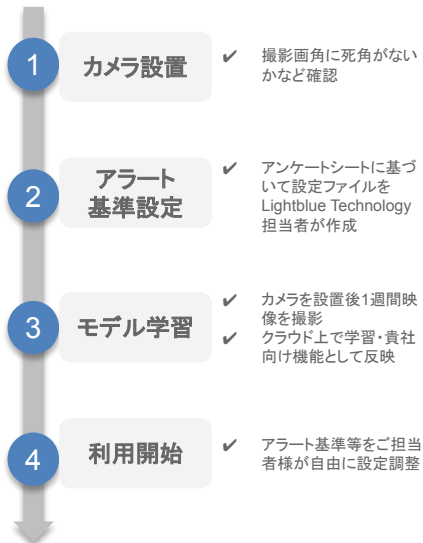 1
カメラ設置
✔ 撮影画角に死角がない
かなど確認
2
アラート
基準設定
✔ アンケートシートに基づ
いて設定ファイルを
Lightblue Technology
担当者が作成
3
モデル学習
✔ カメラを設置後1週間映
像を撮影
✔ クラウド上で学習・貴社
向け機能として反映
4
利用開始
✔ アラート基準等をご担当
者様が自由に設定調整